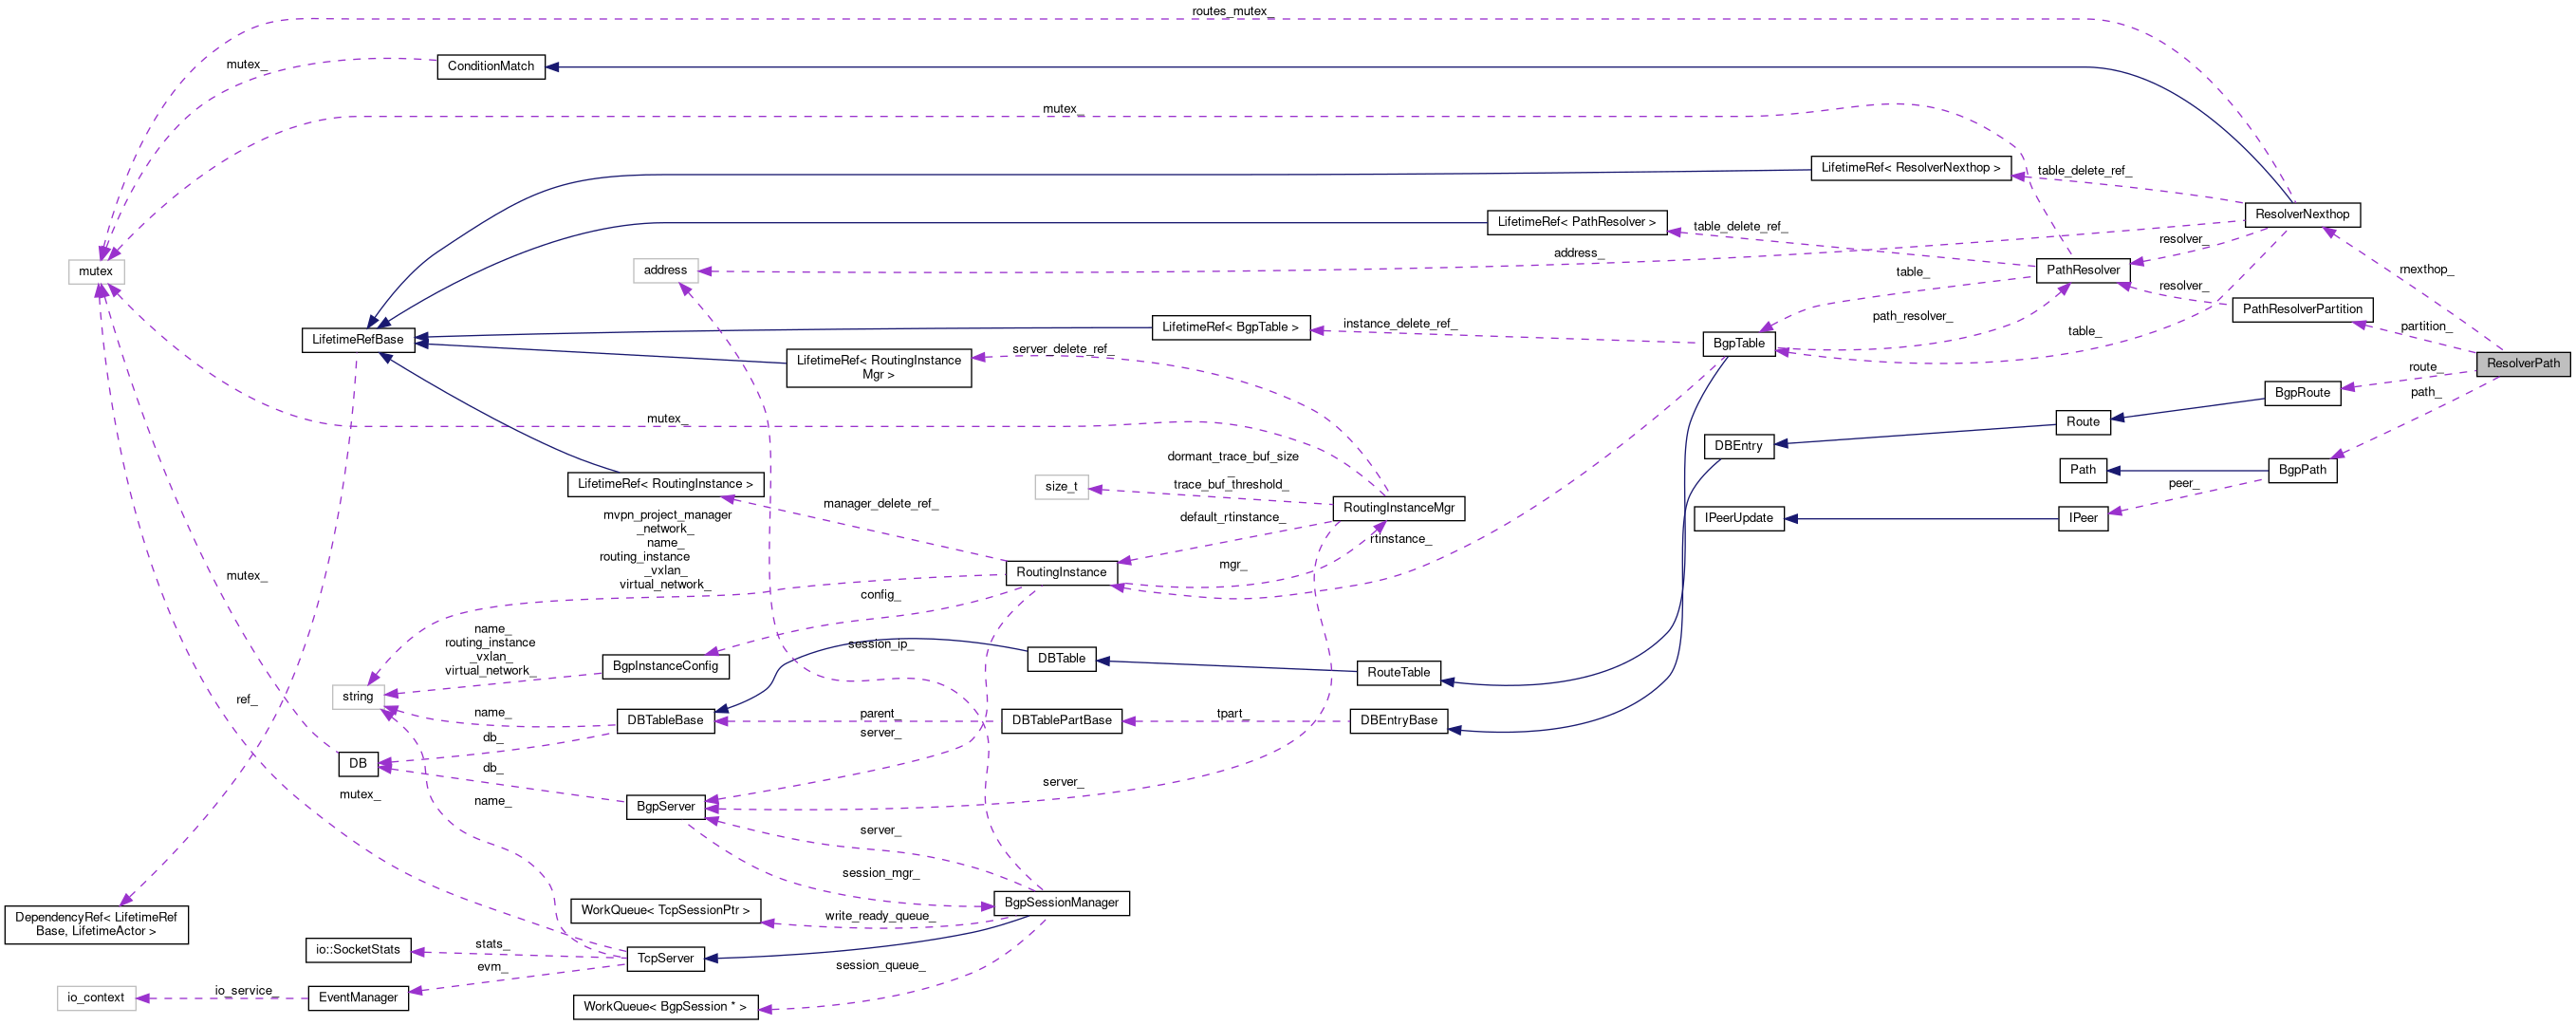 routes_mutex_
mutex_
ConditionMatch
mutex_
LifetimeRef< ResolverNexthop >
table_delete_ref_
ResolverNexthop
LifetimeRef< PathResolver >
table_delete_ref_
resolver_
address_
mutex
address
PathResolver
table_
rnexthop_
resolver_
PathResolverPartition
path_resolver_
partition_
LifetimeRefBase
LifetimeRef< BgpTable >
instance_delete_ref_
table_
BgpTable
server_delete_ref_
LifetimeRef< RoutingInstance
Mgr >
ResolverPath
route_
BgpRoute
path_
mutex_
Route
DBEntry
dormant_trace_buf_size
_
trace_buf_threshold_
Path
BgpPath
peer_
LifetimeRef< RoutingInstance >
size_t
manager_delete_ref_
RoutingInstanceMgr
default_rtinstance_
IPeerUpdate
IPeer
rtinstance_
mvpn_project_manager
_network_
name_
routing_instance
_vxlan_
virtual_network_
RoutingInstance
mgr_
mutex_
config_
name_
routing_instance
_vxlan_
virtual_network_
session_ip_
BgpInstanceConfig
DBTable
RouteTable
string
ref_
name_
DBTableBase
parent_
DBTablePartBase
tpart_
DBEntryBase
db_
server_
DB
db_
server_
mutex_
name_
BgpServer
server_
session_mgr_
BgpSessionManager
WorkQueue< TcpSessionPtr >
write_ready_queue_
DependencyRef< LifetimeRef
Base, LifetimeActor >
io::SocketStats
stats_
TcpServer
session_queue_
evm_
io_context
io_service_
EventManager
WorkQueue< BgpSession * >